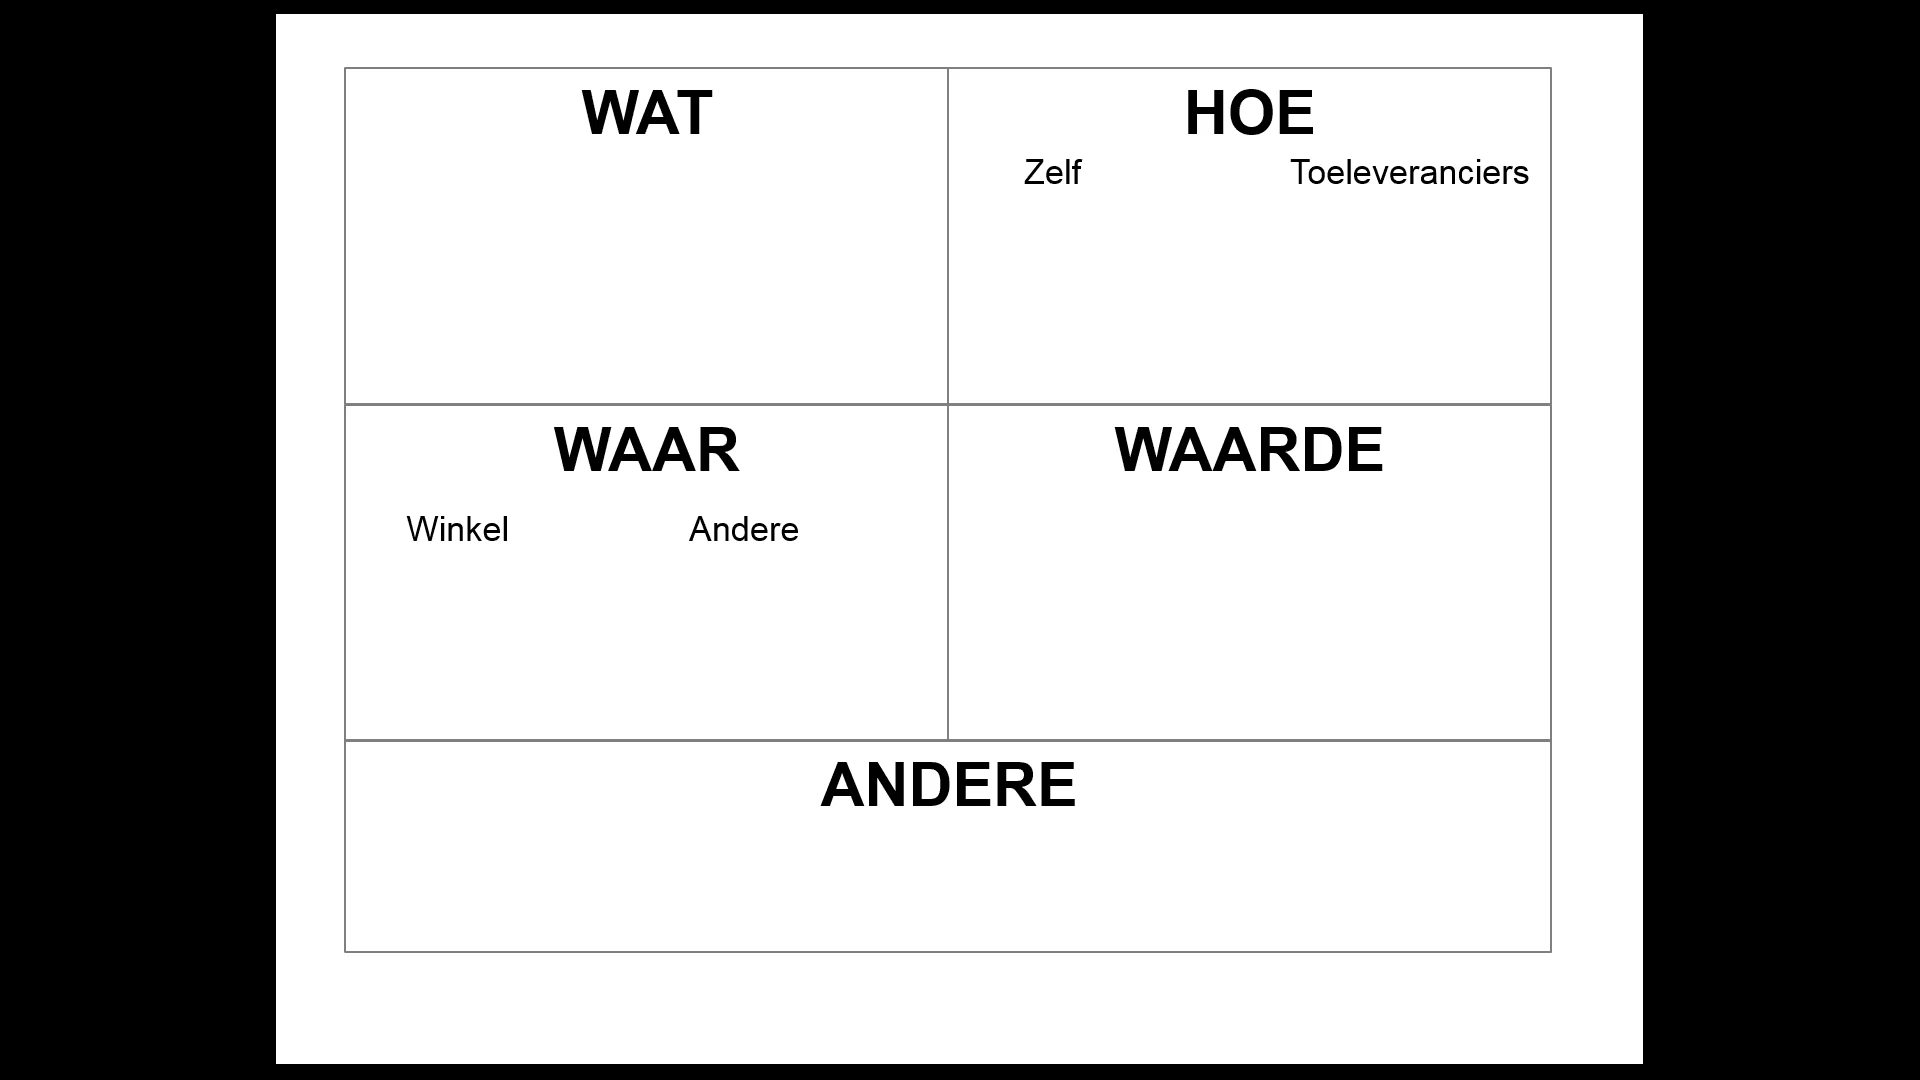 WAT
HOE
Zelf Toeleveranciers
WAAR
WAARDE
Winkel Andere
ANDERE